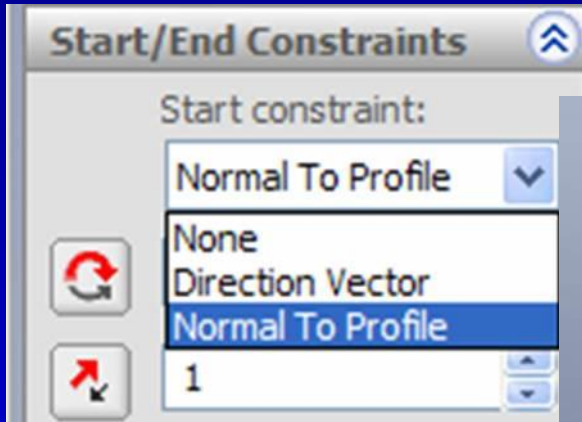 Start/End Constraints
Start constraint:
Normal To Profile
None
Direction Vector
Normal To Profile
1